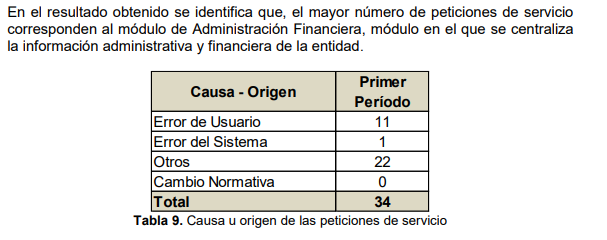 En el resultado obtenido se identifica que, el mayor número de peticiones de servicio
corresponden al módulo de Administración Financiera, módulo en el que se centraliza
la información administrativa y financiera de la entidad.
Causa - Origen Primer Período
Error de Usuario 11
Error del Sistema 1
Otros 22
Cambio Normativa 0
Total 34
Tabla 9. Causa u origen de las peticiones de servicio